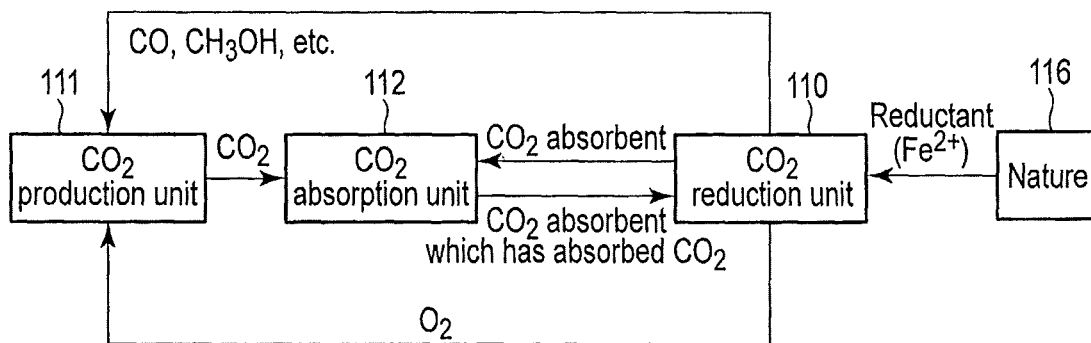 CO, CH₃OH, etc.
111
112
110
116
CO₂
production unit
CO₂
CO₂
absorption unit
CO₂ absorbent
CO₂ absorbent
which has absorbed CO₂
CO₂
reduction unit
Reductant
(Fe²⁺)
Nature
O₂